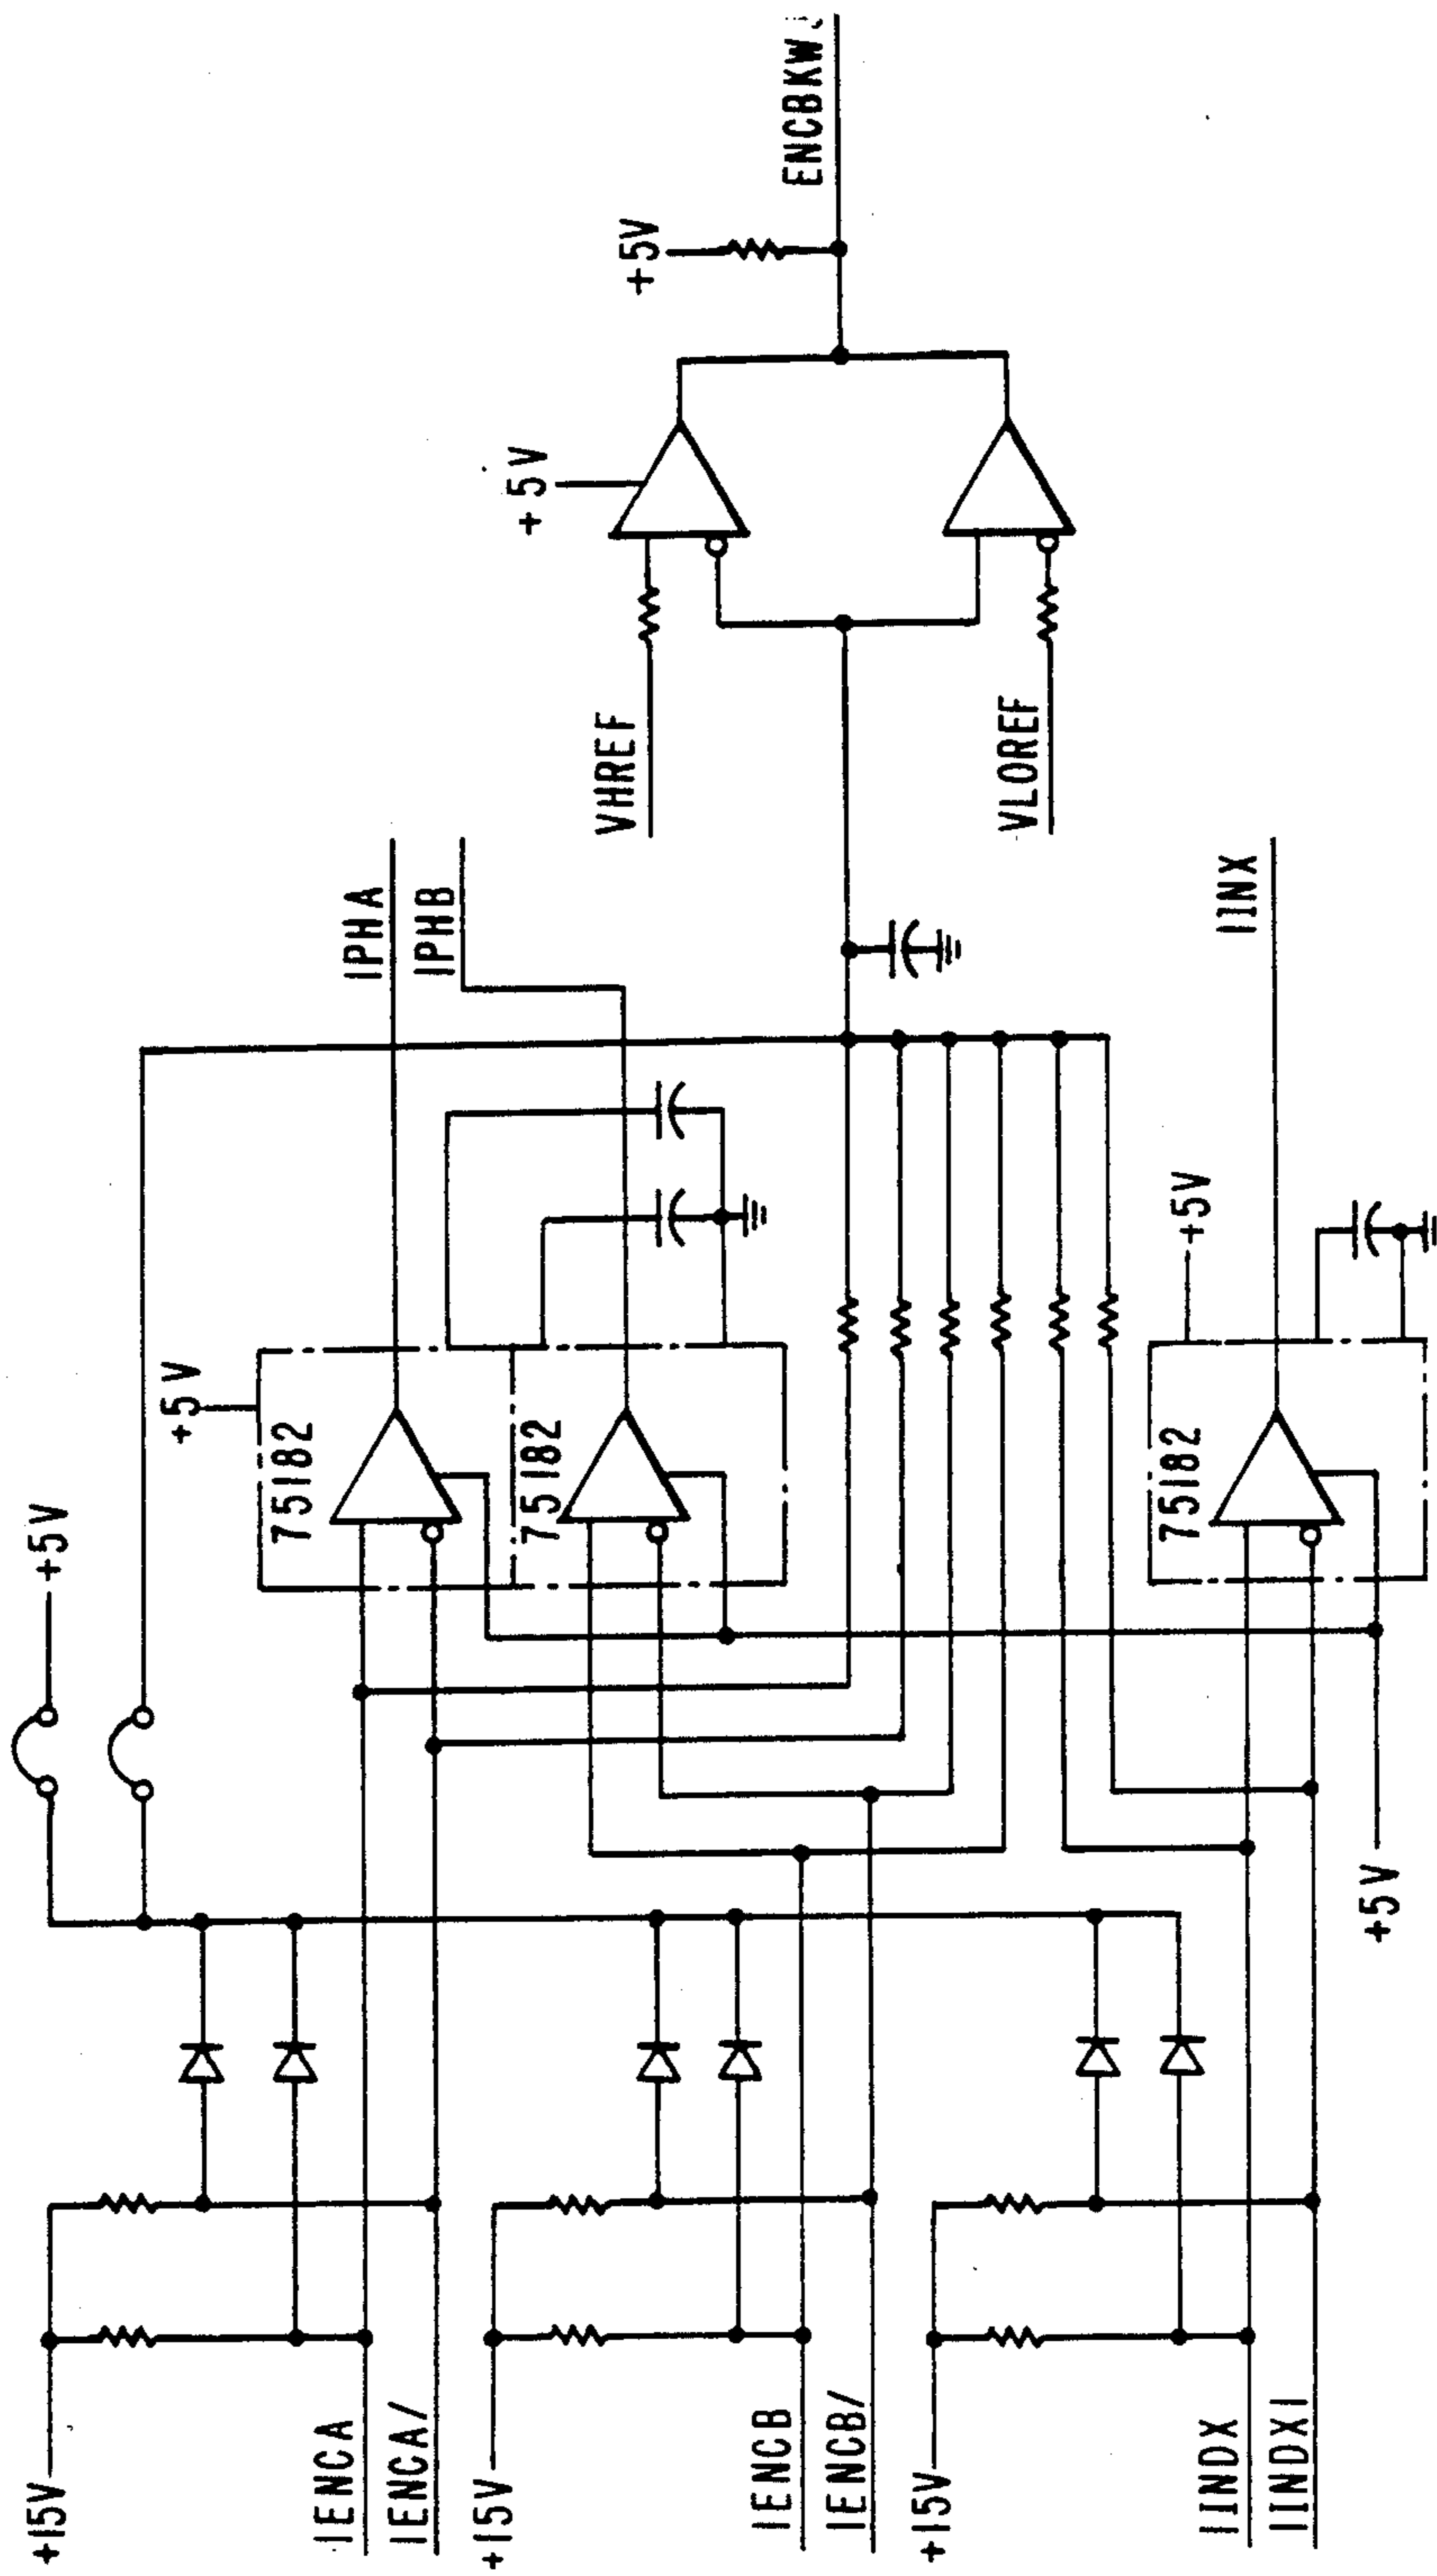 +15V
+5V
+5V
75182
IENCA
IPHA
IENCA/
IPHB
+15V
75182
+5V
VHREF
+5V
IENCB
ENCBKW
IENCB/
+15V
VLOREF
75182
+5V
IINDX
IINX
IINDXI
+5V